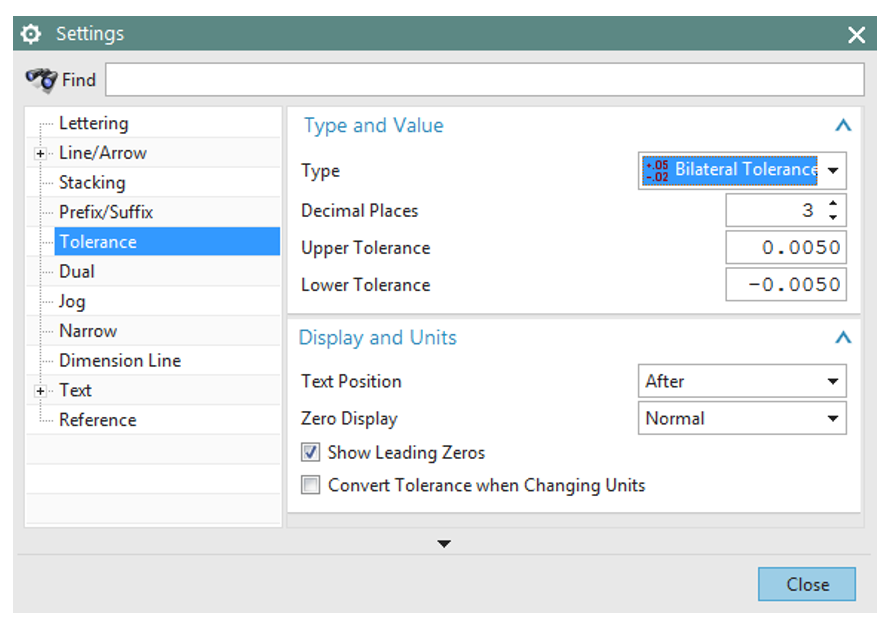 Settings
Find
Lettering
Line/Arrow
Stacking
Prefix/Suffix
Tolerance
Dual
Jog
Narrow
Dimension Line
Text
Reference
Type and Value
Type +.05 -.02 Bilateral Tolerance
Decimal Places 3
Upper Tolerance 0.0050
Lower Tolerance -0.0050
Display and Units
Text Position After
Zero Display Normal
Show Leading Zeros
Convert Tolerance when Changing Units
Close